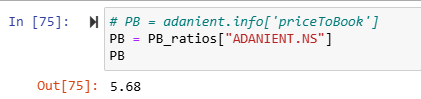 In [75]:
# PB = adanient.info['priceToBook']
PB = PB_ratios["ADANIENT.NS"]
PB
Out[75]: 5.68